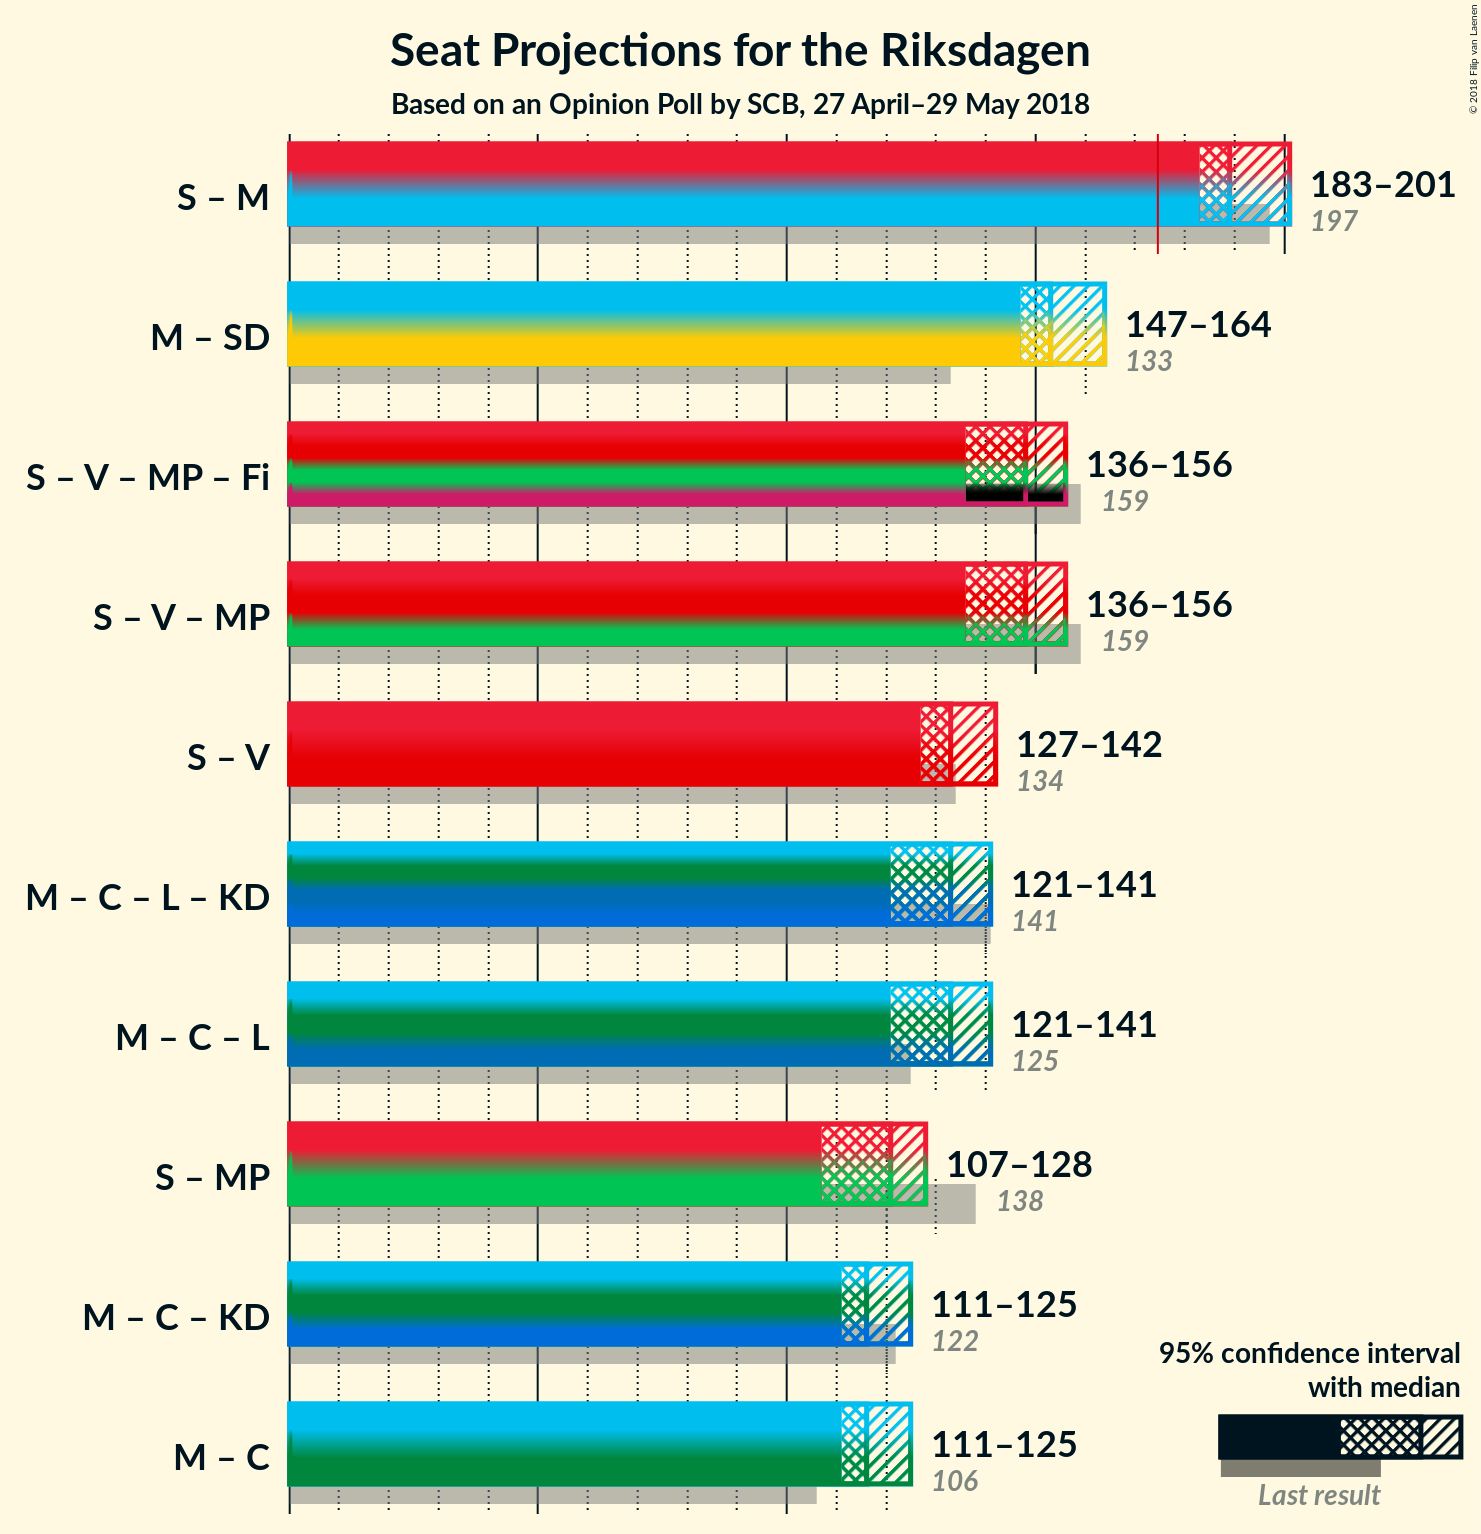 Seat Projections for the Riksdagen
Based on an Opinion Poll by SCB, 27 April–29 May 2018
© 2018 Filip van Laenen
S – M
183–201
197
M – SD
147–164
133
S – V – MP – Fi
136–156
159
S – V – MP
136–156
159
S – V
127–142
134
M – C – L – KD
121–141
141
M – C – L
121–141
125
S – MP
107–128
138
M – C – KD
111–125
122
M – C
111–125
106
95% confidence interval
with median
Last result